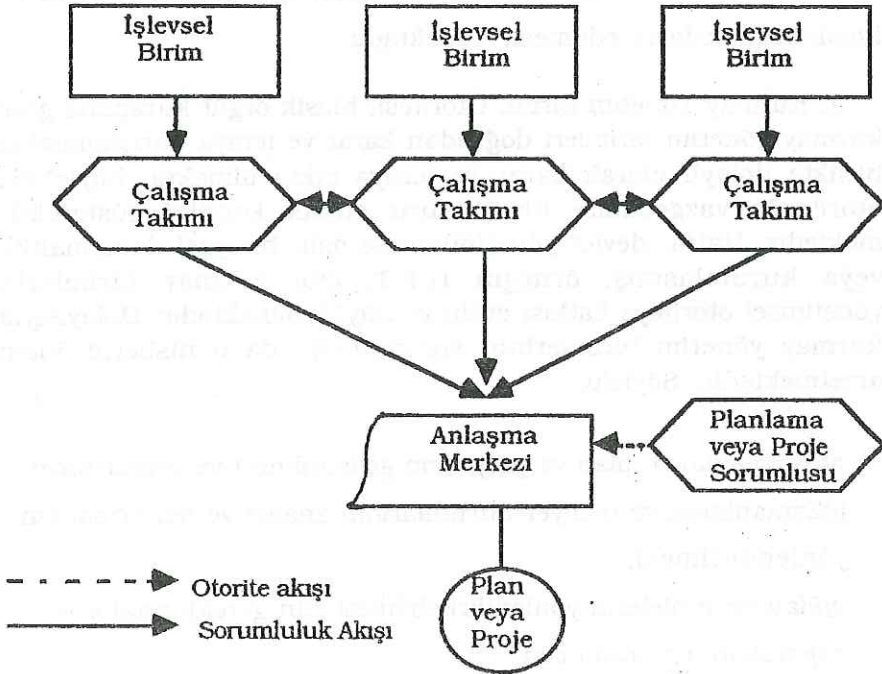 İşlevsel
Birim
İşlevsel
Birim
İşlevsel
Birim
Çalışma
Takımı
Çalışma
Takımı
Çalışma
Takımı
Anlaşma
Merkezi
Planlama
veya Proje
Sorumlusu
Otorite akışı
Sorumluluk Akışı
Plan
veya
Proje